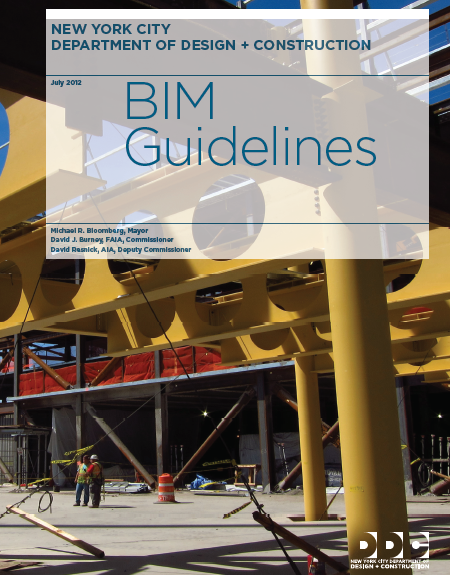 NEW YORK CITY
DEPARTMENT OF DESIGN + CONSTRUCTION
July 2012
BIM
Guidelines
Michael R. Bloomberg, Mayor
David J. Burney, FAIA, Commissioner
David Resnick, AIA, Deputy Commissioner
DDC
NEW YORK CITY DEPARTMENT OF
DESIGN + CONSTRUCTION